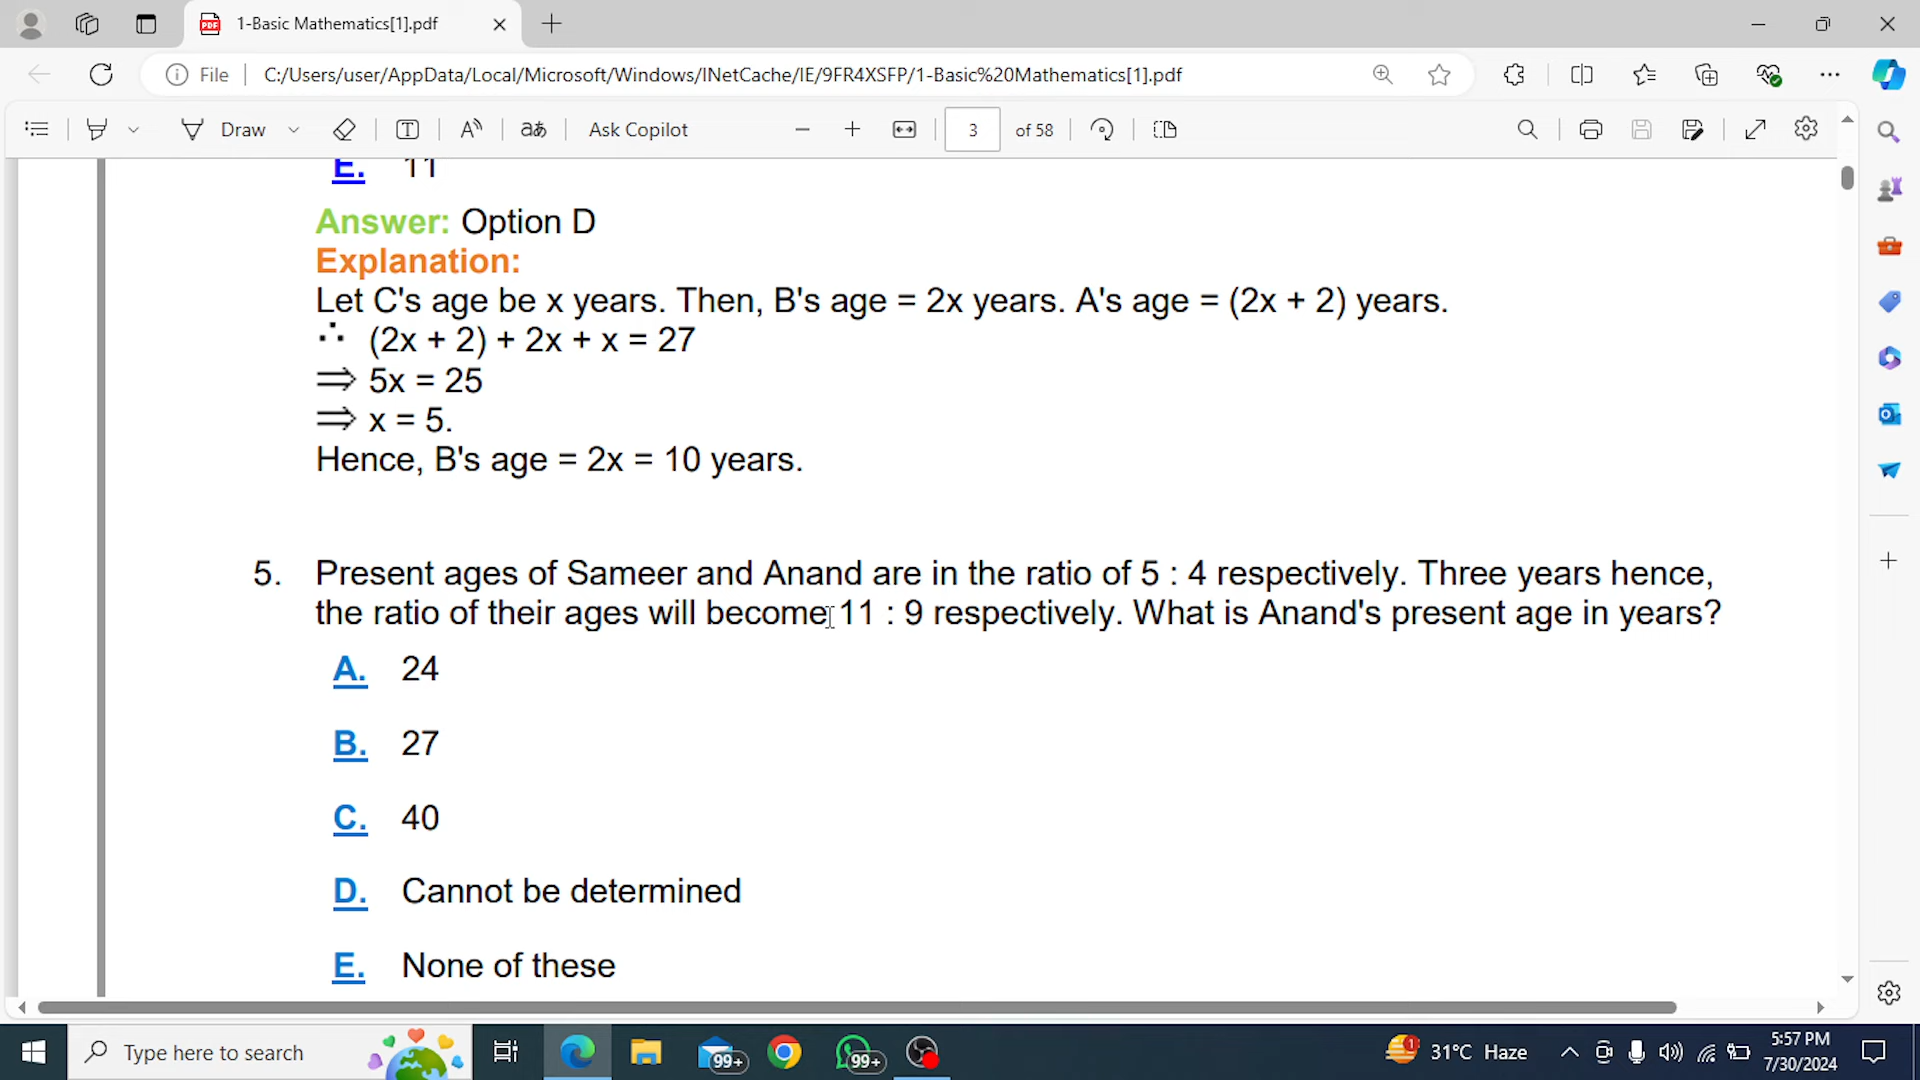 1-Basic Mathematics[1].pdf
File
C:/Users/user/AppData/Local/Microsoft/Windows/INetCache/IE/9FR4XSFP/1-Basic%20Mathematics[1].pdf
Draw
aあ
Ask Copilot
3
of 58
E. 11
Answer: Option D
Explanation:
Let C's age be x years. Then, B's age = 2x years. A's age = (2x + 2) years.
∴ (2x + 2) + 2x + x = 27
⇒ 5x = 25
⇒ x = 5.
Hence, B's age = 2x = 10 years.
5. Present ages of Sameer and Anand are in the ratio of 5 : 4 respectively. Three years hence,
the ratio of their ages will become 11 : 9 respectively. What is Anand's present age in years?
A. 24
B. 27
C. 40
D. Cannot be determined
E. None of these
Type here to search
99+
99+
1
31°C Haze
5:57 PM
7/30/2024